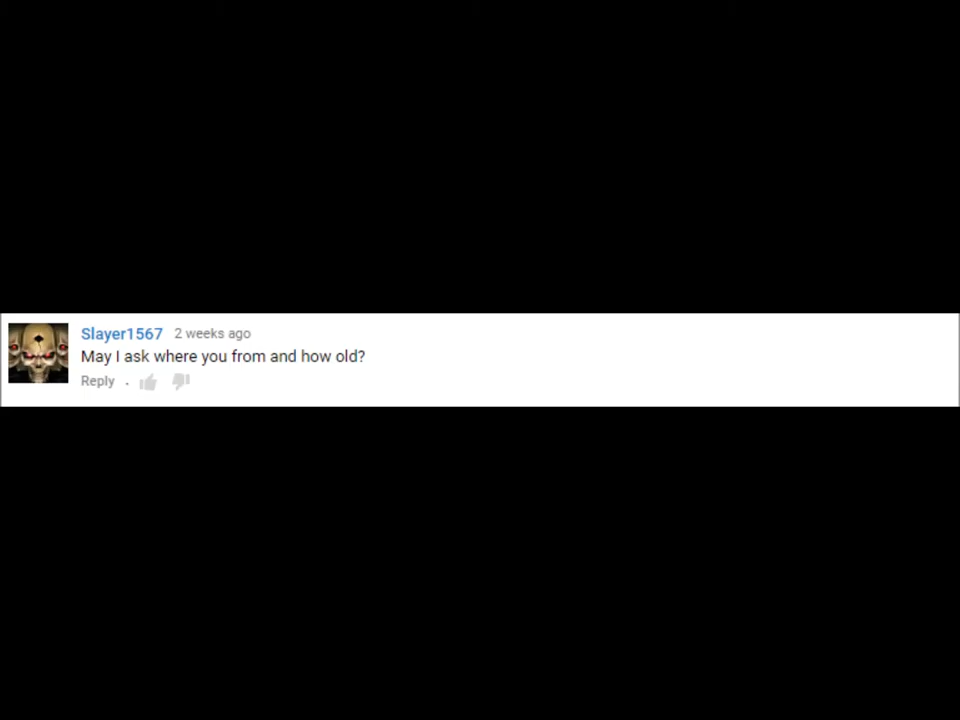 Slayer1567 2 weeks ago
May I ask where you from and how old?
Reply .